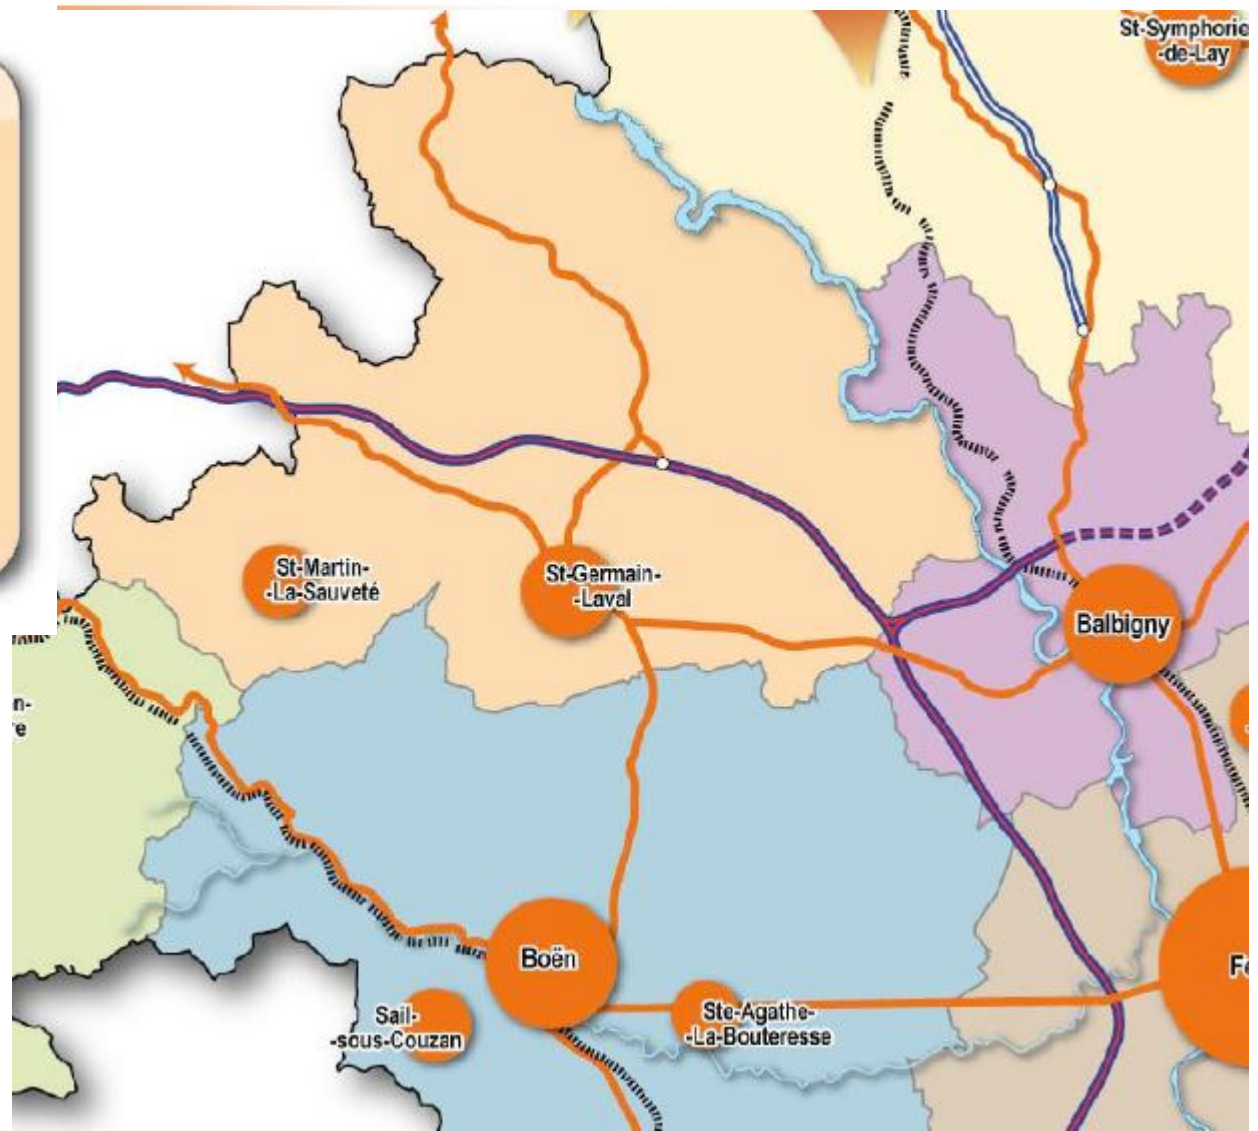 St-Symphorie
-de-Lay
St-Martin-
-La-Sauveté
St-Germain-
-Laval
Balbigny
n-
e
Boën
Fe
Sail-
-sous-Couzan
Ste-Agathe-
-La-Bouteresse